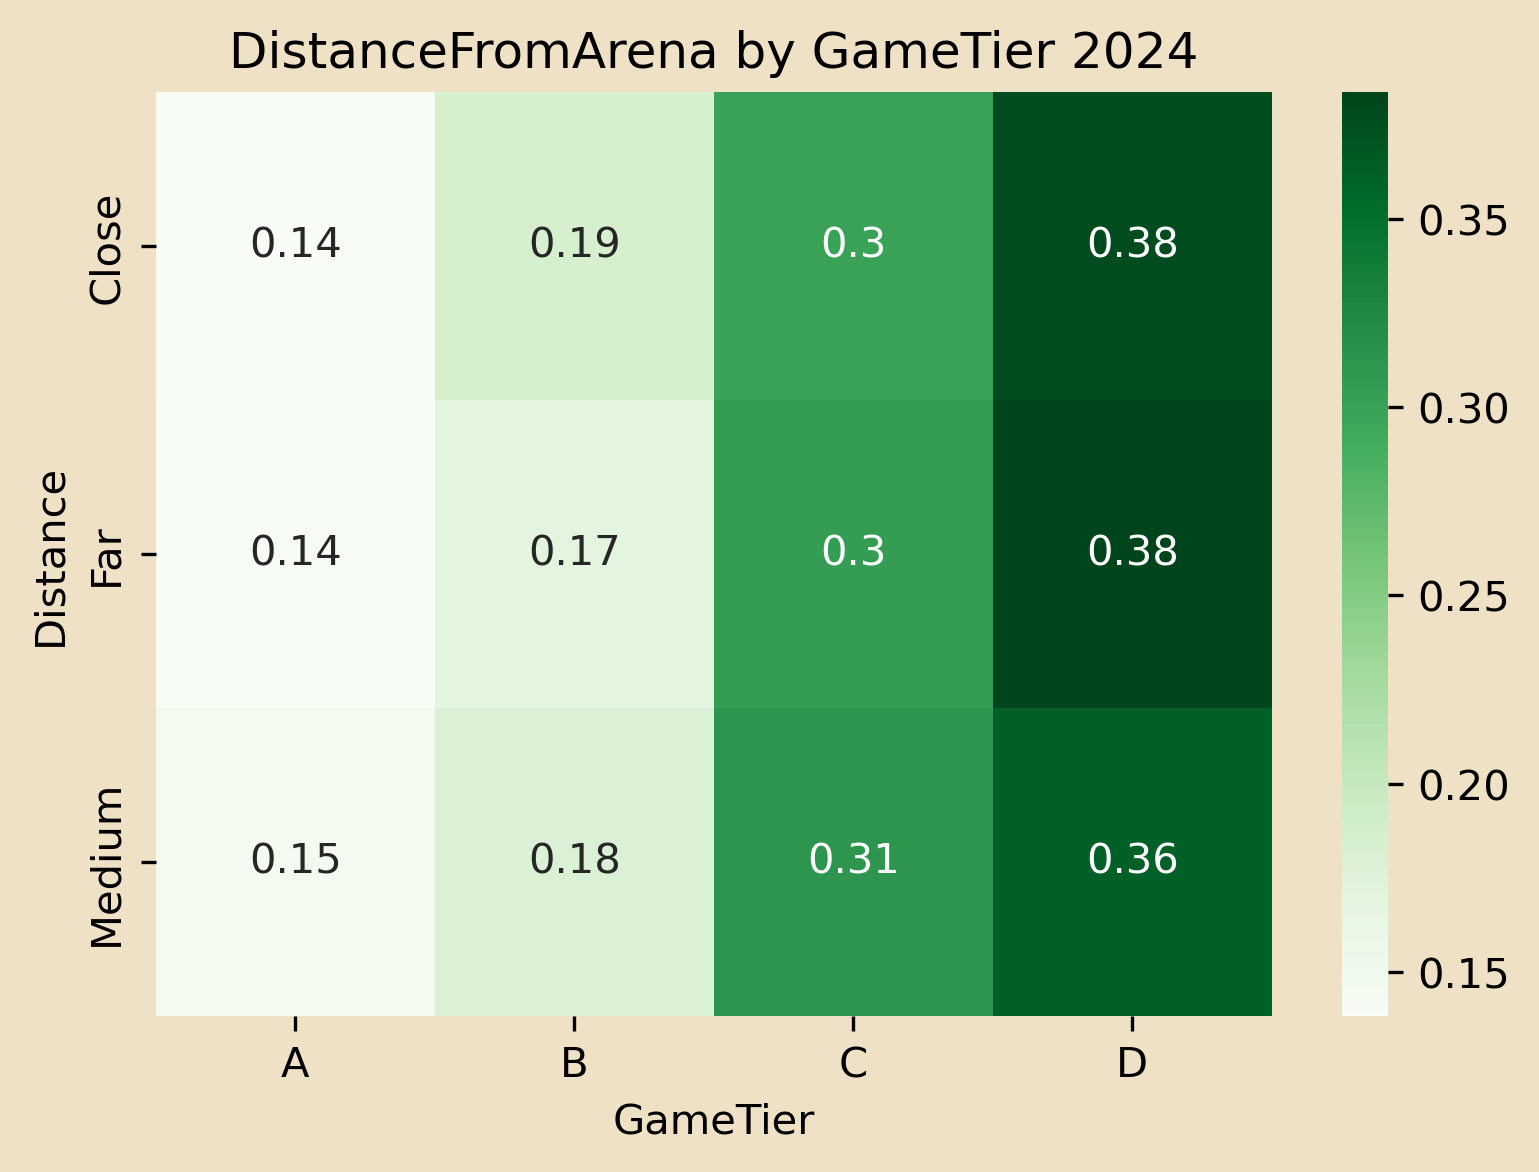 DistanceFromArena by GameTier 2024
Distance
Close
0.14 0.19 0.3 0.38
Far
0.14 0.17 0.3 0.38
Medium
0.15 0.18 0.31 0.36
A B C D
GameTier
0.35
0.30
0.25
0.20
0.15